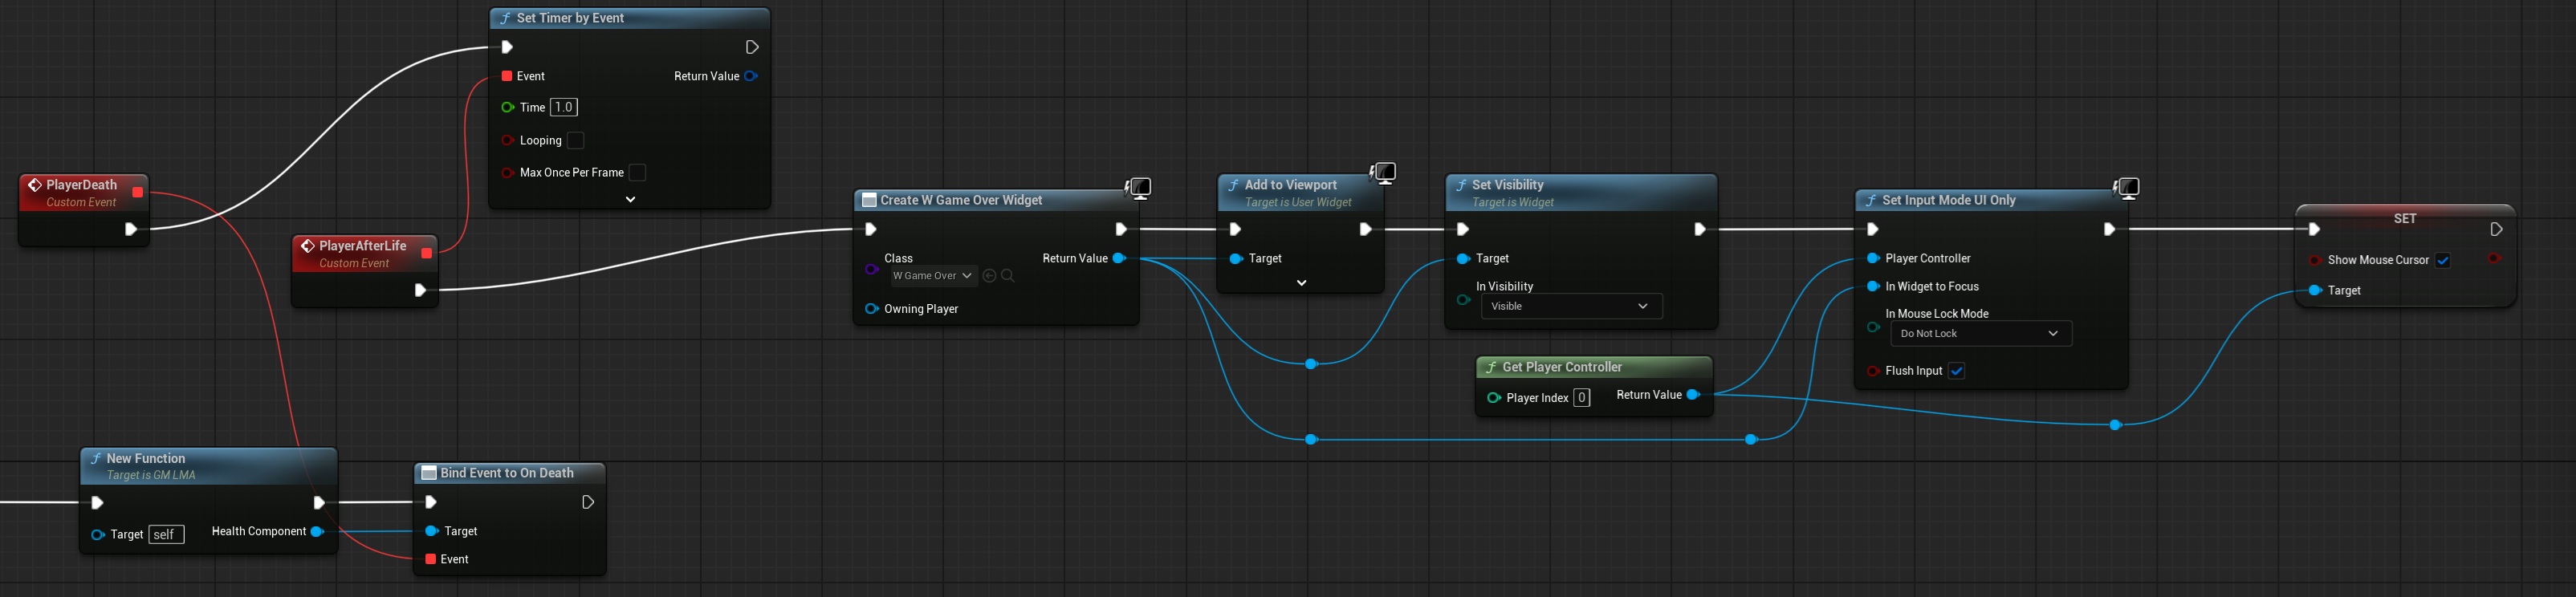 Set Timer by Event
Event
Return Value
Time 1.0
Looping
Max Once Per Frame
PlayerDeath
Custom Event
PlayerAfterLife
Custom Event
Create W Game Over Widget
Class
W Game Over
Return Value
Owning Player
Add to Viewport
Target is User Widget
Target
Set Visibility
Target is Widget
Target
In Visibility
Visible
Get Player Controller
Player Index 0
Return Value
Set Input Mode UI Only
Player Controller
In Widget to Focus
In Mouse Lock Mode
Do Not Lock
Flush Input
SET
Show Mouse Cursor
Target
New Function
Target is GM LMA
Target self
Health Component
Bind Event to On Death
Target
Event